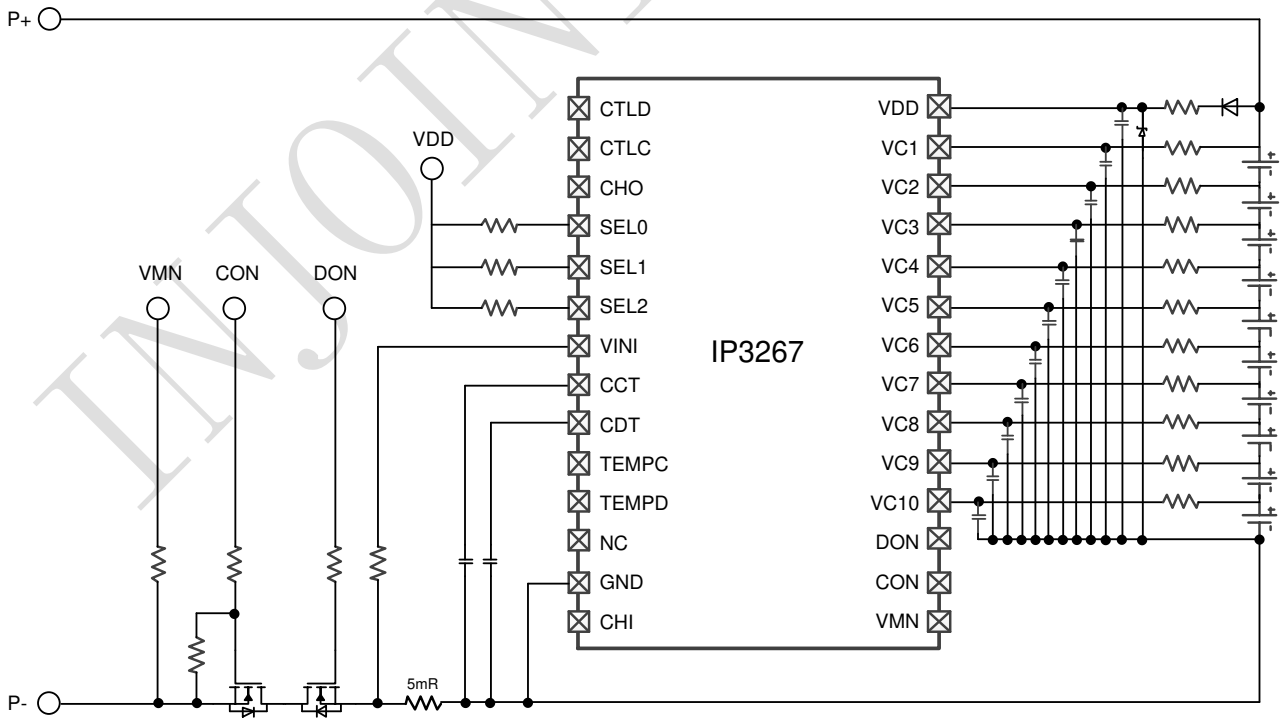 P+
INJOIN
CTLD
CTLC
CHO
SEL0
SEL1
SEL2
VINI
CCT
CDT
TEMPC
TEMPD
NC
GND
CHI
IP3267
VDD
VC1
VC2
VC3
VC4
VC5
VC6
VC7
VC8
VC9
VC10
DON
CON
VMN
VDD
VMN
CON
DON
5mR
P-